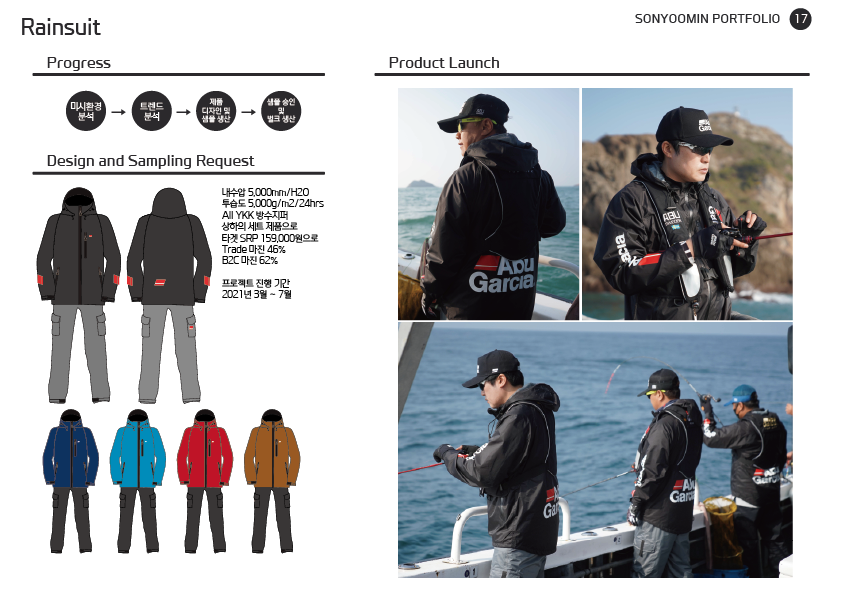 Rainsuit
SONYOOMIN PORTFOLIO 17
Progress
미시환경
분석
트렌드
분석
제품
디자인 및
샘플 생산
샘플 승인
및
벌크 생산
Design and Sampling Request
내수압 5,000mm/H2O
투습도 5,000g/m2/24hrs
All YKK 방수지퍼
상하의 세트 제품으로
타겟 SRP 159,000원으로
Trade 마진 46%
B2C 마진 62%
프로젝트 진행 기간
2021년 3월 ~ 7월
Product Launch
Abu
Garcia
Abu
Garcia
ABU
Abu
Garcia